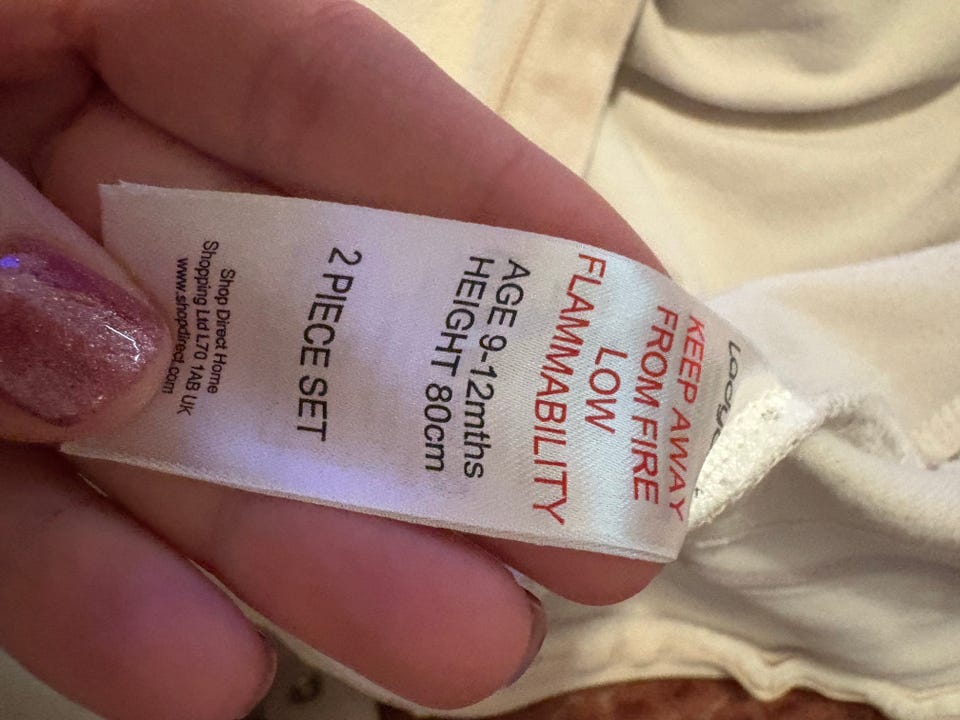 KEEP AWAY
FROM FIRE
LOW
FLAMMABILITY
AGE 9-12mths
HEIGHT 80cm
2 PIECE SET
Shop Direct Home
Shopping Ltd L70 1AB UK
www.shopdirect.com